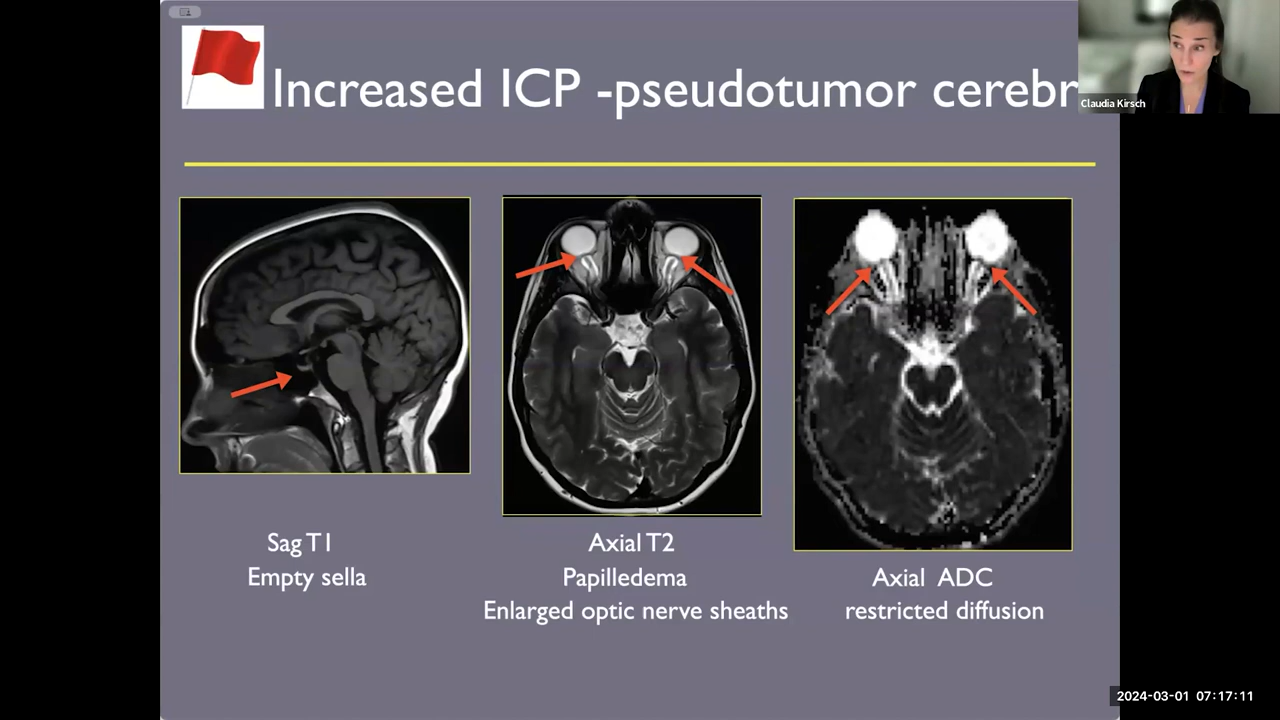 Increased ICP -pseudotumor cerebr
Claudia Kirsch
Sag T1
Empty sella
Axial T2
Papilledema
Enlarged optic nerve sheaths
Axial ADC
restricted diffusion
2024-03-01 07:17:11